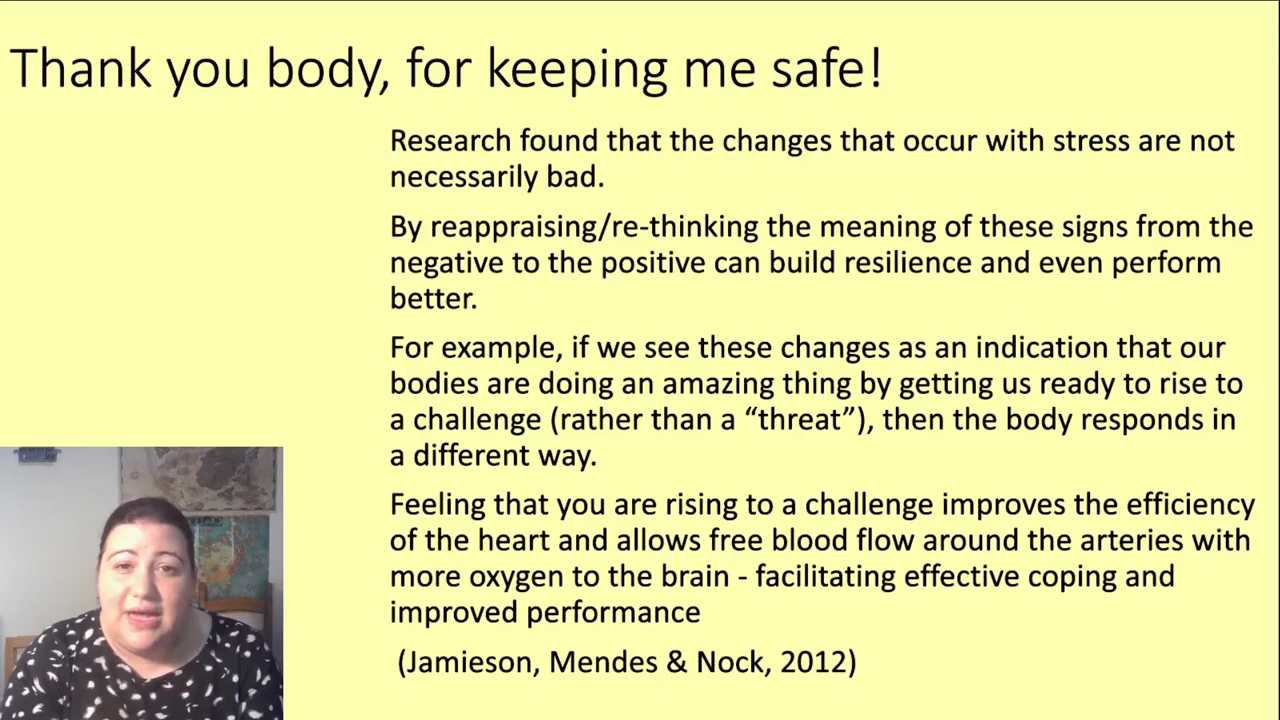 Thank you body, for keeping me safe!
Research found that the changes that occur with stress are not
necessarily bad.
By reappraising/re-thinking the meaning of these signs from the
negative to the positive can build resilience and even perform
better.
For example, if we see these changes as an indication that our
bodies are doing an amazing thing by getting us ready to rise to
a challenge (rather than a “threat”), then the body responds in
a different way.
Feeling that you are rising to a challenge improves the efficiency
of the heart and allows free blood flow around the arteries with
more oxygen to the brain - facilitating effective coping and
improved performance
(Jamieson, Mendes & Nock, 2012)